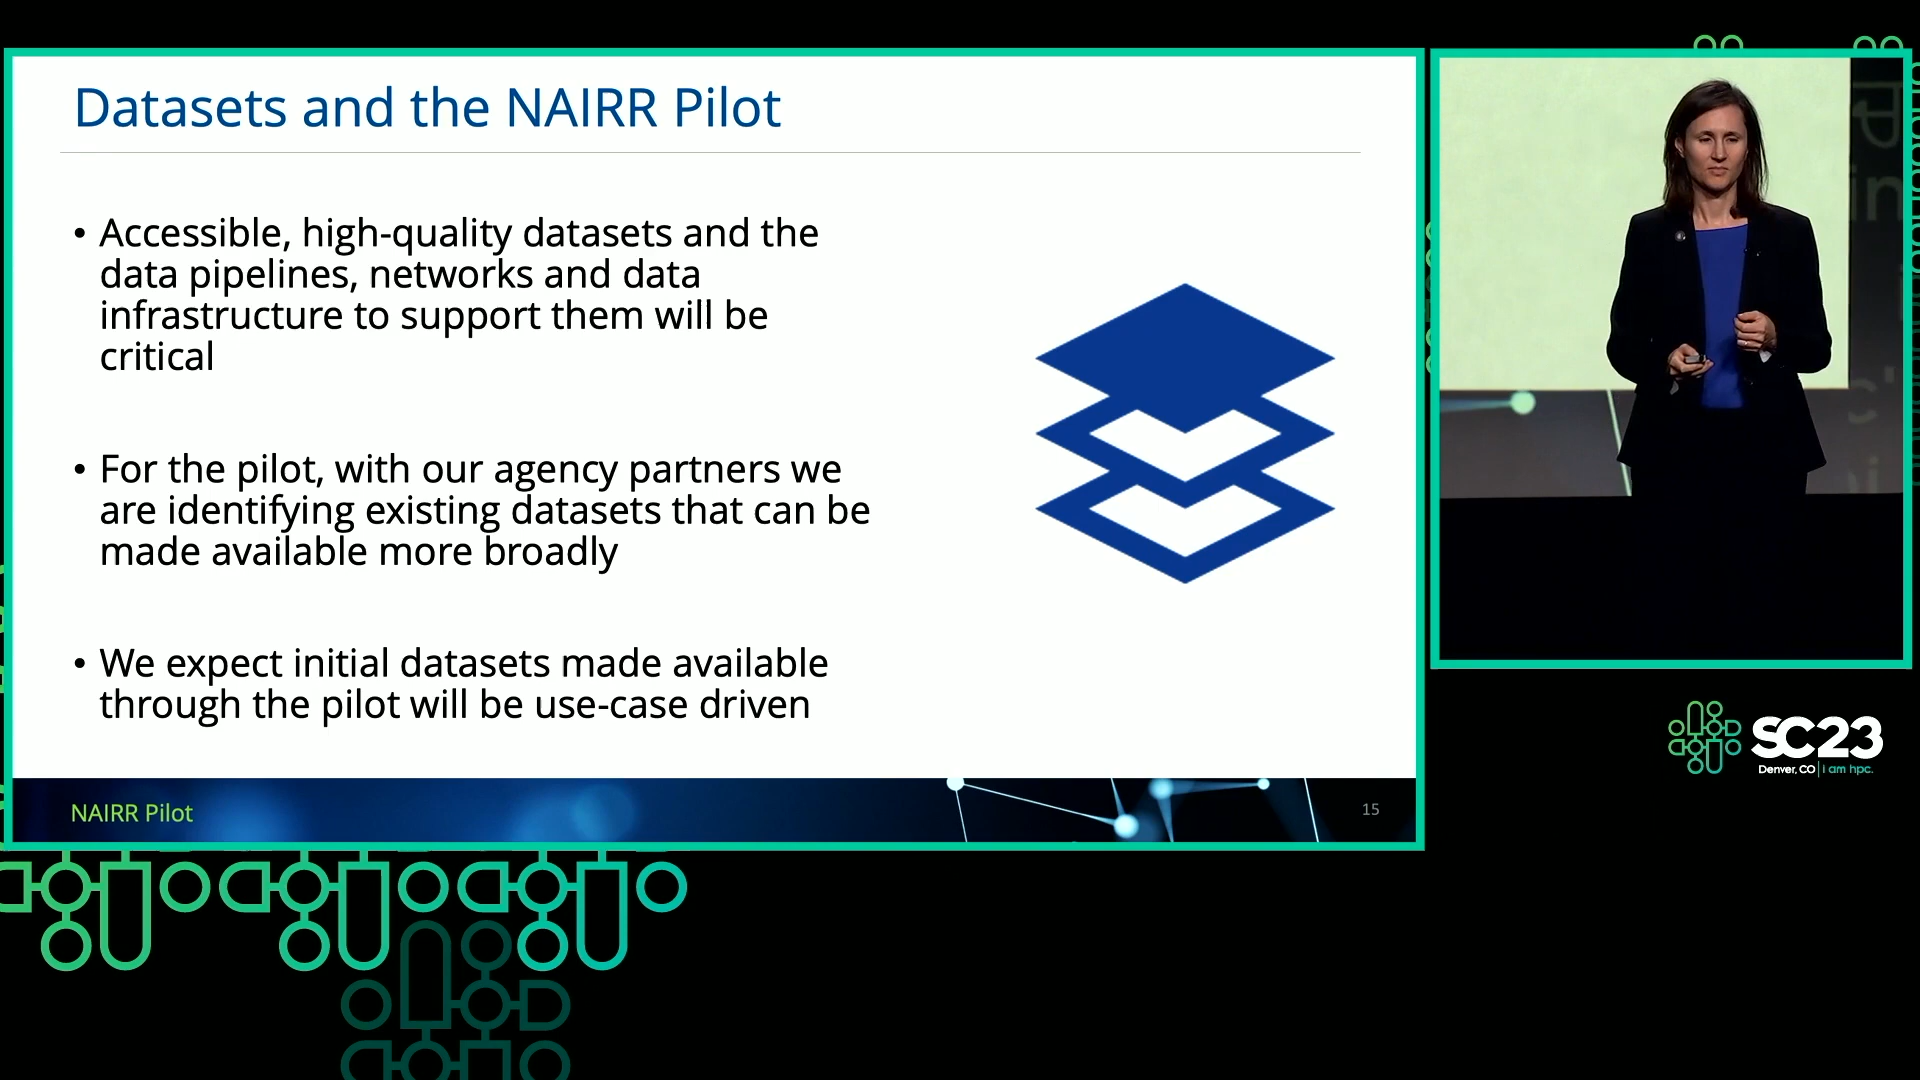 Datasets and the NAIRR Pilot
• Accessible, high-quality datasets and the
data pipelines, networks and data
infrastructure to support them will be
critical
• For the pilot, with our agency partners we
are identifying existing datasets that can be
made available more broadly
• We expect initial datasets made available
through the pilot will be use-case driven
NAIRR Pilot
15
SC23
Denver, CO | I am hpc.